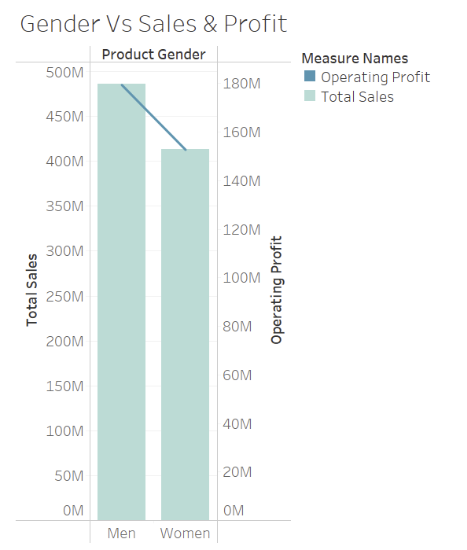 Gender Vs Sales & Profit
Product Gender
Measure Names
Operating Profit
Total Sales
Total Sales
500M
450M
400M
350M
300M
250M
200M
150M
100M
50M
0M
180M
160M
140M
120M
100M
80M
60M
40M
20M
0M
Operating Profit
Men
Women